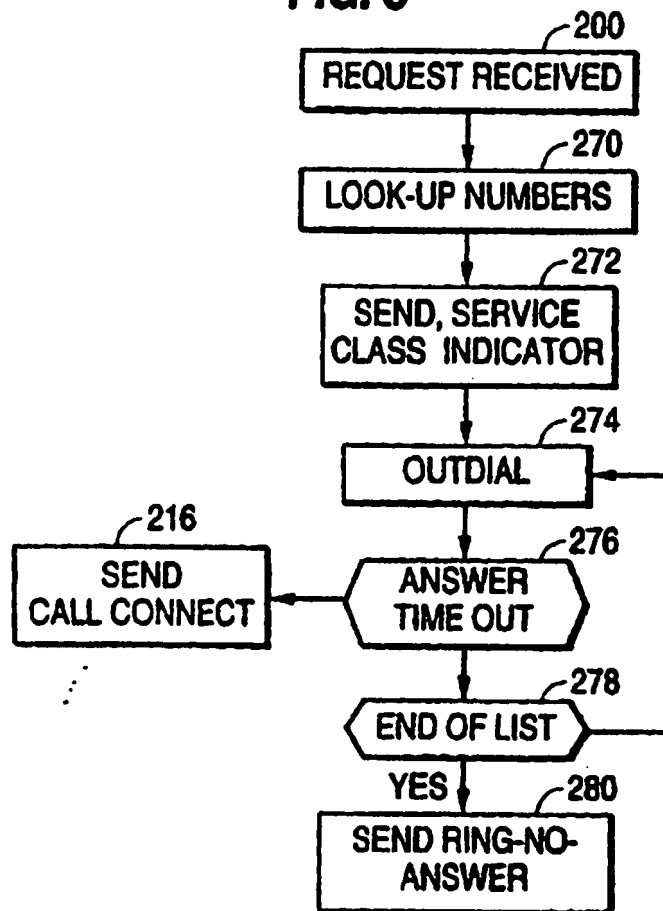 200
REQUEST RECEIVED
270
LOOK-UP NUMBERS
272
SEND, SERVICE
CLASS INDICATOR
274
OUTDIAL
216
SEND
CALL CONNECT
276
ANSWER
TIME OUT
278
END OF LIST
YES
280
SEND RING-NO-
ANSWER